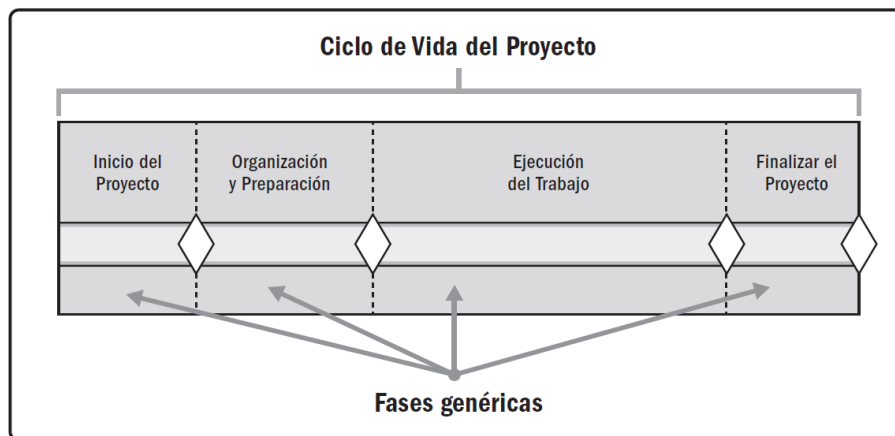 Ciclo de Vida del Proyecto
Inicio del
Proyecto
Organización
y Preparación
Ejecución
del Trabajo
Finalizar el
Proyecto
Fases genéricas